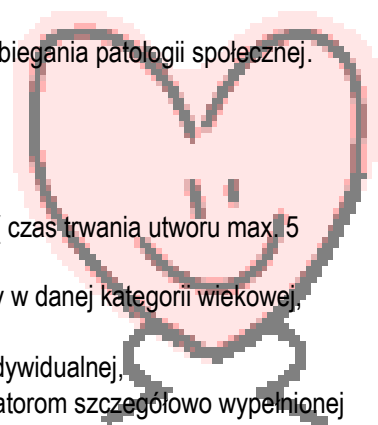 biegania patologii społecznej.
czas trwania utworu max. 5
y w danej kategorii wiekowej,
dywidualnej,
atorom szczegółowo wypełnionej